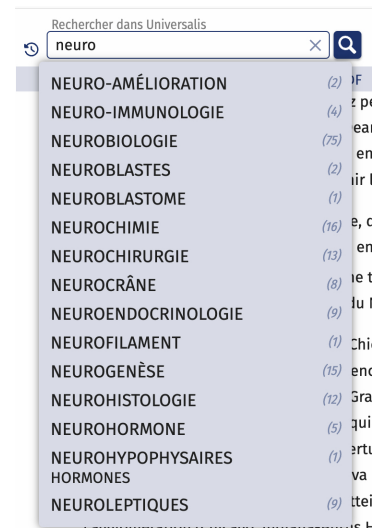 Rechercher dans Universalis
neuro
NEURO-AMÉLIORATION (2)
NEURO-IMMUNOLOGIE (4)
NEUROBIOLOGIE (75)
NEUROBLASTES (2)
NEUROBLASTOME (1)
NEUROCHIMIE (16)
NEUROCHIRURGIE (13)
NEUROCRÂNE (8)
NEUROENDOCRINOLOGIE (9)
NEUROFILAMENT (1)
NEUROGENÈSE (15)
NEUROHISTOLOGIE (12)
NEUROHORMONE (5)
NEUROHYPOPHYSAIRES (1)
HORMONES
NEUROLEPTIQUES (9)